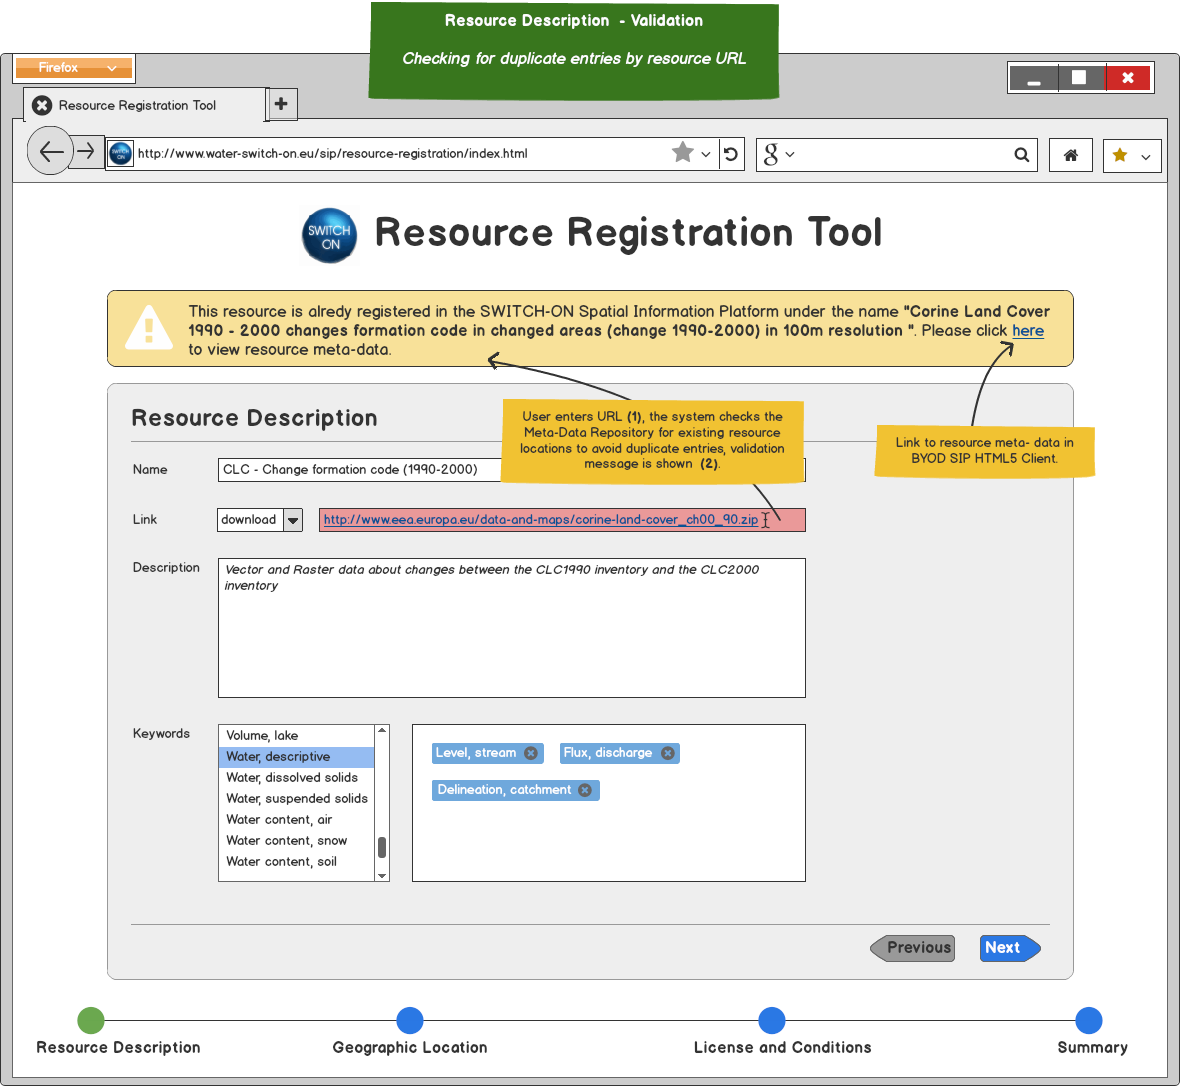 Resource Description - Validation
Checking for duplicate entries by resource URL
Firefox
Resource Registration Tool
http://www.water-switch-on.eu/sip/resource-registration/index.html
g
SWITCH
ON
Resource Registration Tool
This resource is alredy registered in the SWITCH-ON Spatial Information Platform under the name "Corine Land Cover
1990 - 2000 changes formation code in changed areas (change 1990-2000) in 100m resolution ". Please click here
to view resource meta-data.
Resource Description
User enters URL (1), the system checks the
Meta-Data Repository for existing resource
locations to avoid duplicate entries, validation
message is shown (2).
Link to resource meta- data in
BYOD SIP HTML5 Client.
Name
CLC - Change formation code (1990-2000)
Link
download
http://www.eea.europa.eu/data-and-maps/corine-land-cover_ch00_90.zip
Description
Vector and Raster data about changes between the CLC1990 inventory and the CLC2000
inventory
Keywords
Volume, lake
Water, descriptive
Water, dissolved solids
Water, suspended solids
Water content, air
Water content, snow
Water content, soil
Level, stream
Flux, discharge
Delineation, catchment
Previous
Next
Resource Description
Geographic Location
License and Conditions
Summary